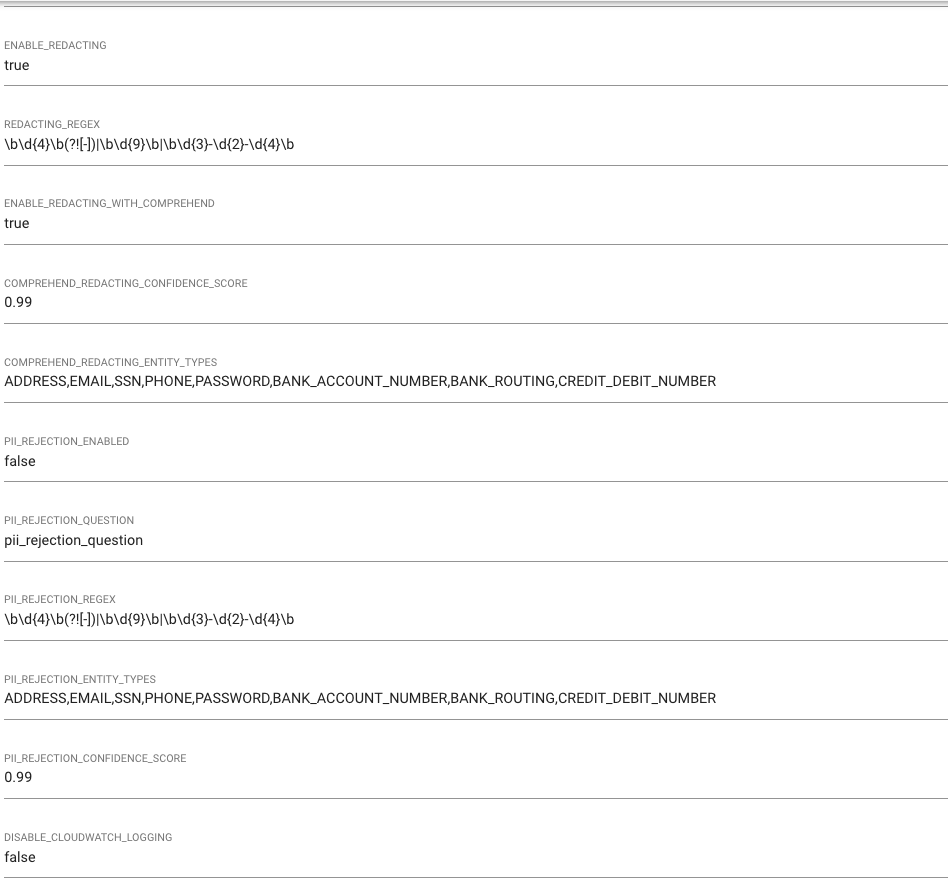 ENABLE_REDACTING
true
REDACTING_REGEX
\b\d{4}\b(?![-])|\b\d{9}\b|\b\d{3}-\d{2}-\d{4}\b
ENABLE_REDACTING_WITH_COMPREHEND
true
COMPREHEND_REDACTING_CONFIDENCE_SCORE
0.99
COMPREHEND_REDACTING_ENTITY_TYPES
ADDRESS,EMAIL,SSN,PHONE,PASSWORD,BANK_ACCOUNT_NUMBER,BANK_ROUTING,CREDIT_DEBIT_NUMBER
PII_REJECTION_ENABLED
false
PII_REJECTION_QUESTION
pii_rejection_question
PII_REJECTION_REGEX
\b\d{4}\b(?![-])|\b\d{9}\b|\b\d{3}-\d{2}-\d{4}\b
PII_REJECTION_ENTITY_TYPES
ADDRESS,EMAIL,SSN,PHONE,PASSWORD,BANK_ACCOUNT_NUMBER,BANK_ROUTING,CREDIT_DEBIT_NUMBER
PII_REJECTION_CONFIDENCE_SCORE
0.99
DISABLE_CLOUDWATCH_LOGGING
false